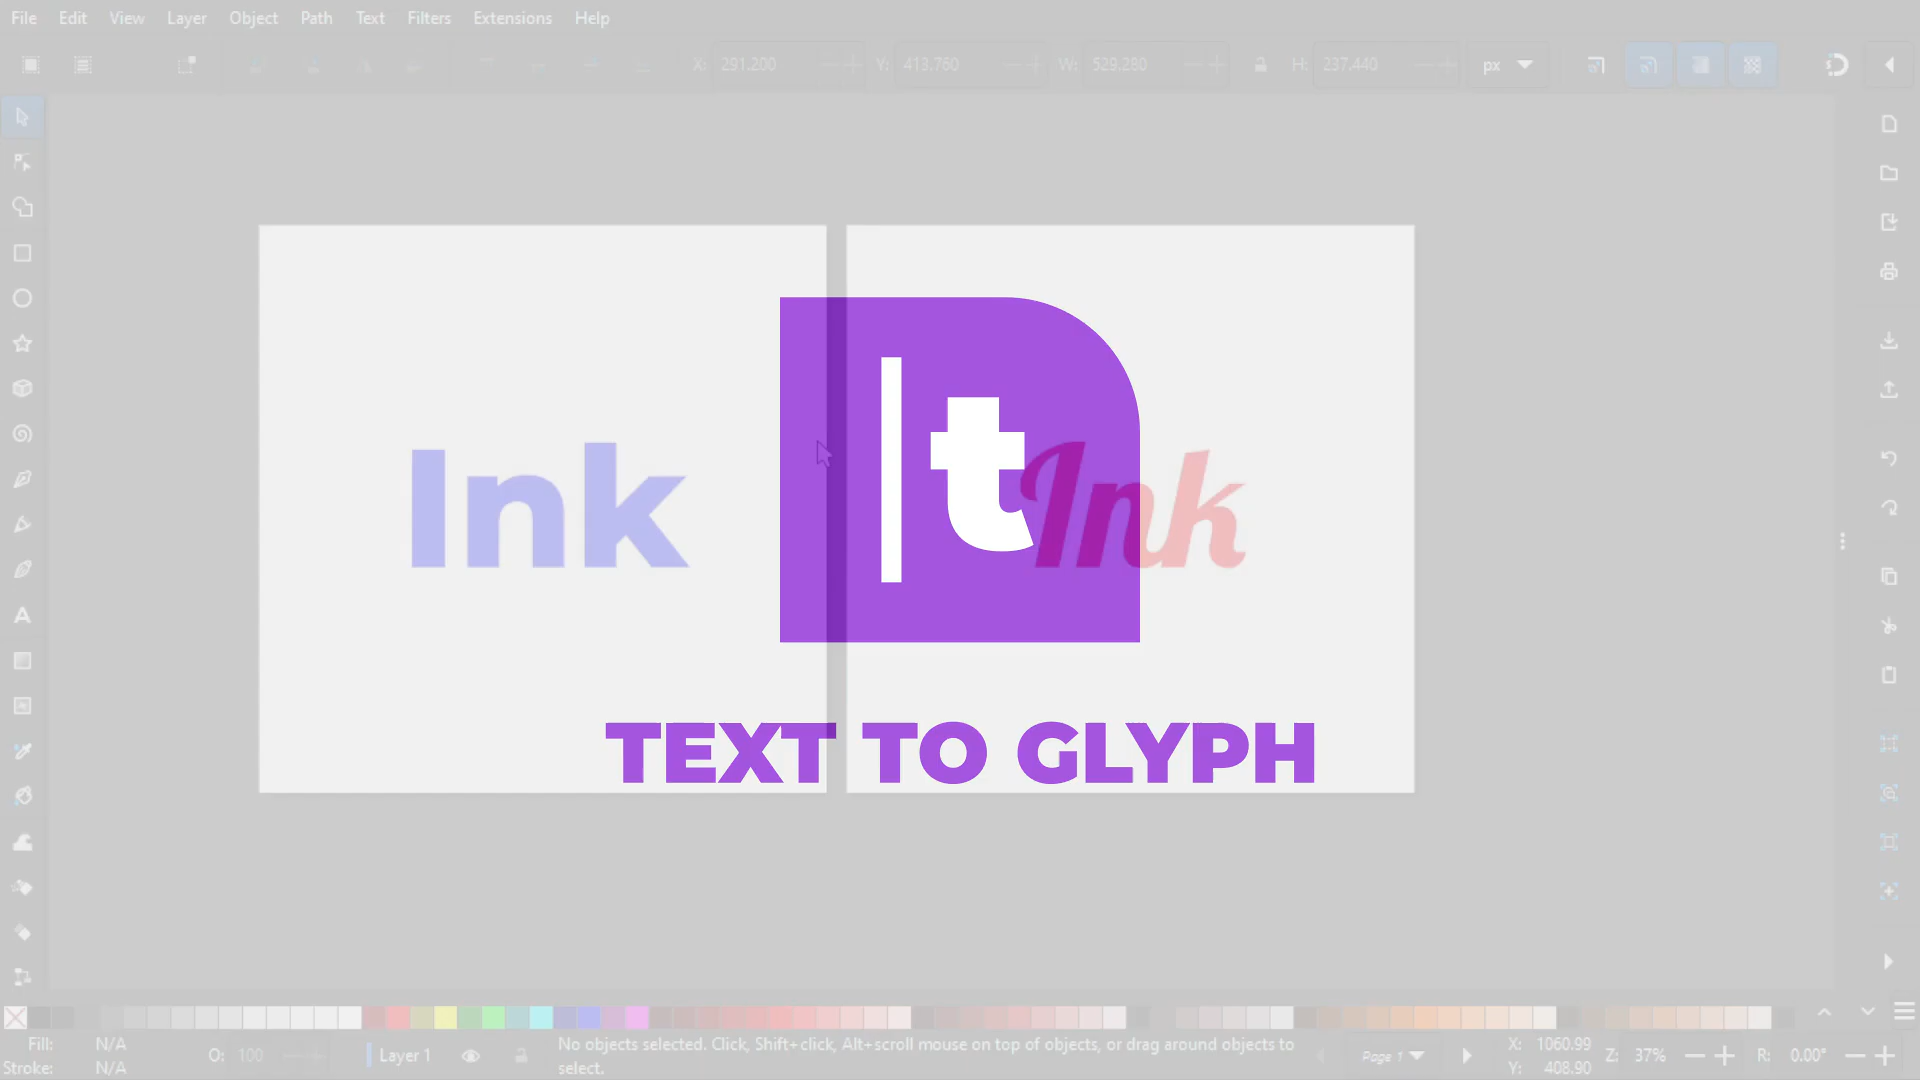 File Edit View Layer Object Path Text Filters Extensions Help
X: 291.200 Y: 413.760 W: 529.280 H: 237.440 px
Ink
t
Ink
TEXT TO GLYPH
Fill: N/A
Stroke: N/A
O: 100
Layer 1
No objects selected. Click, Shift+click, Alt+scroll mouse on top of objects, or drag around objects to
select.
Page 1
X: 1060.99
Y: 408.90
Z: 37%
R: 0.00°